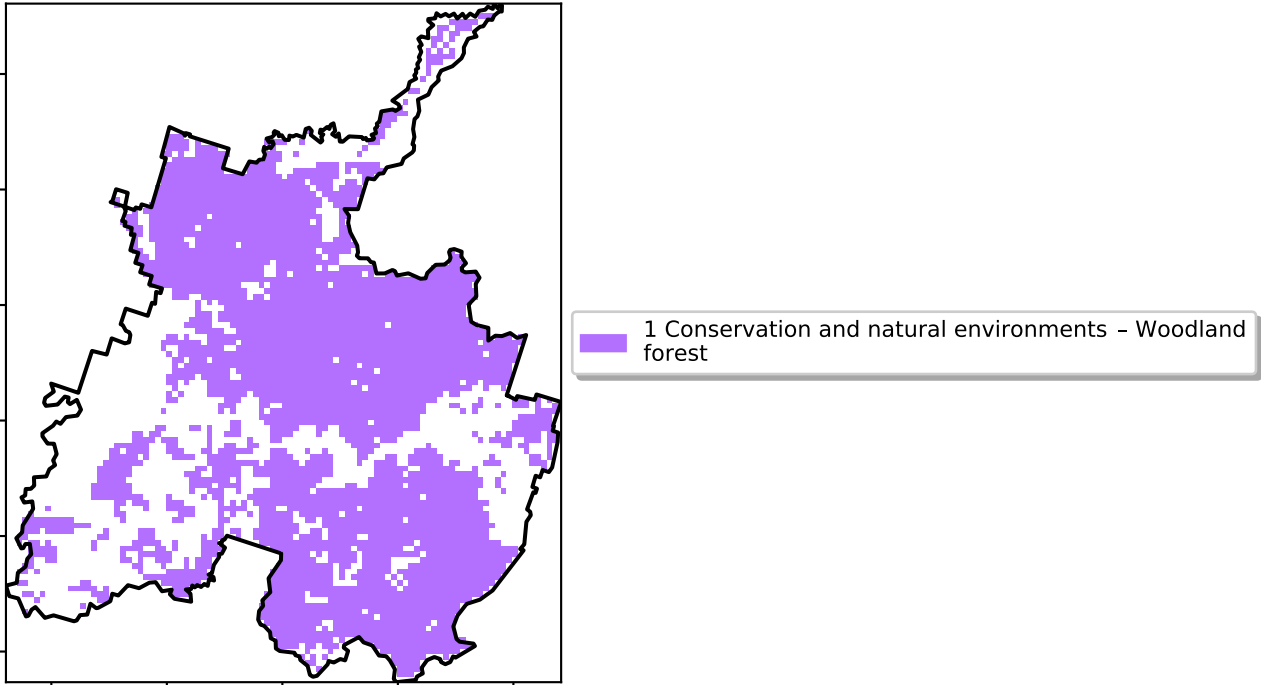 1 Conservation and natural environments – Woodland
forest